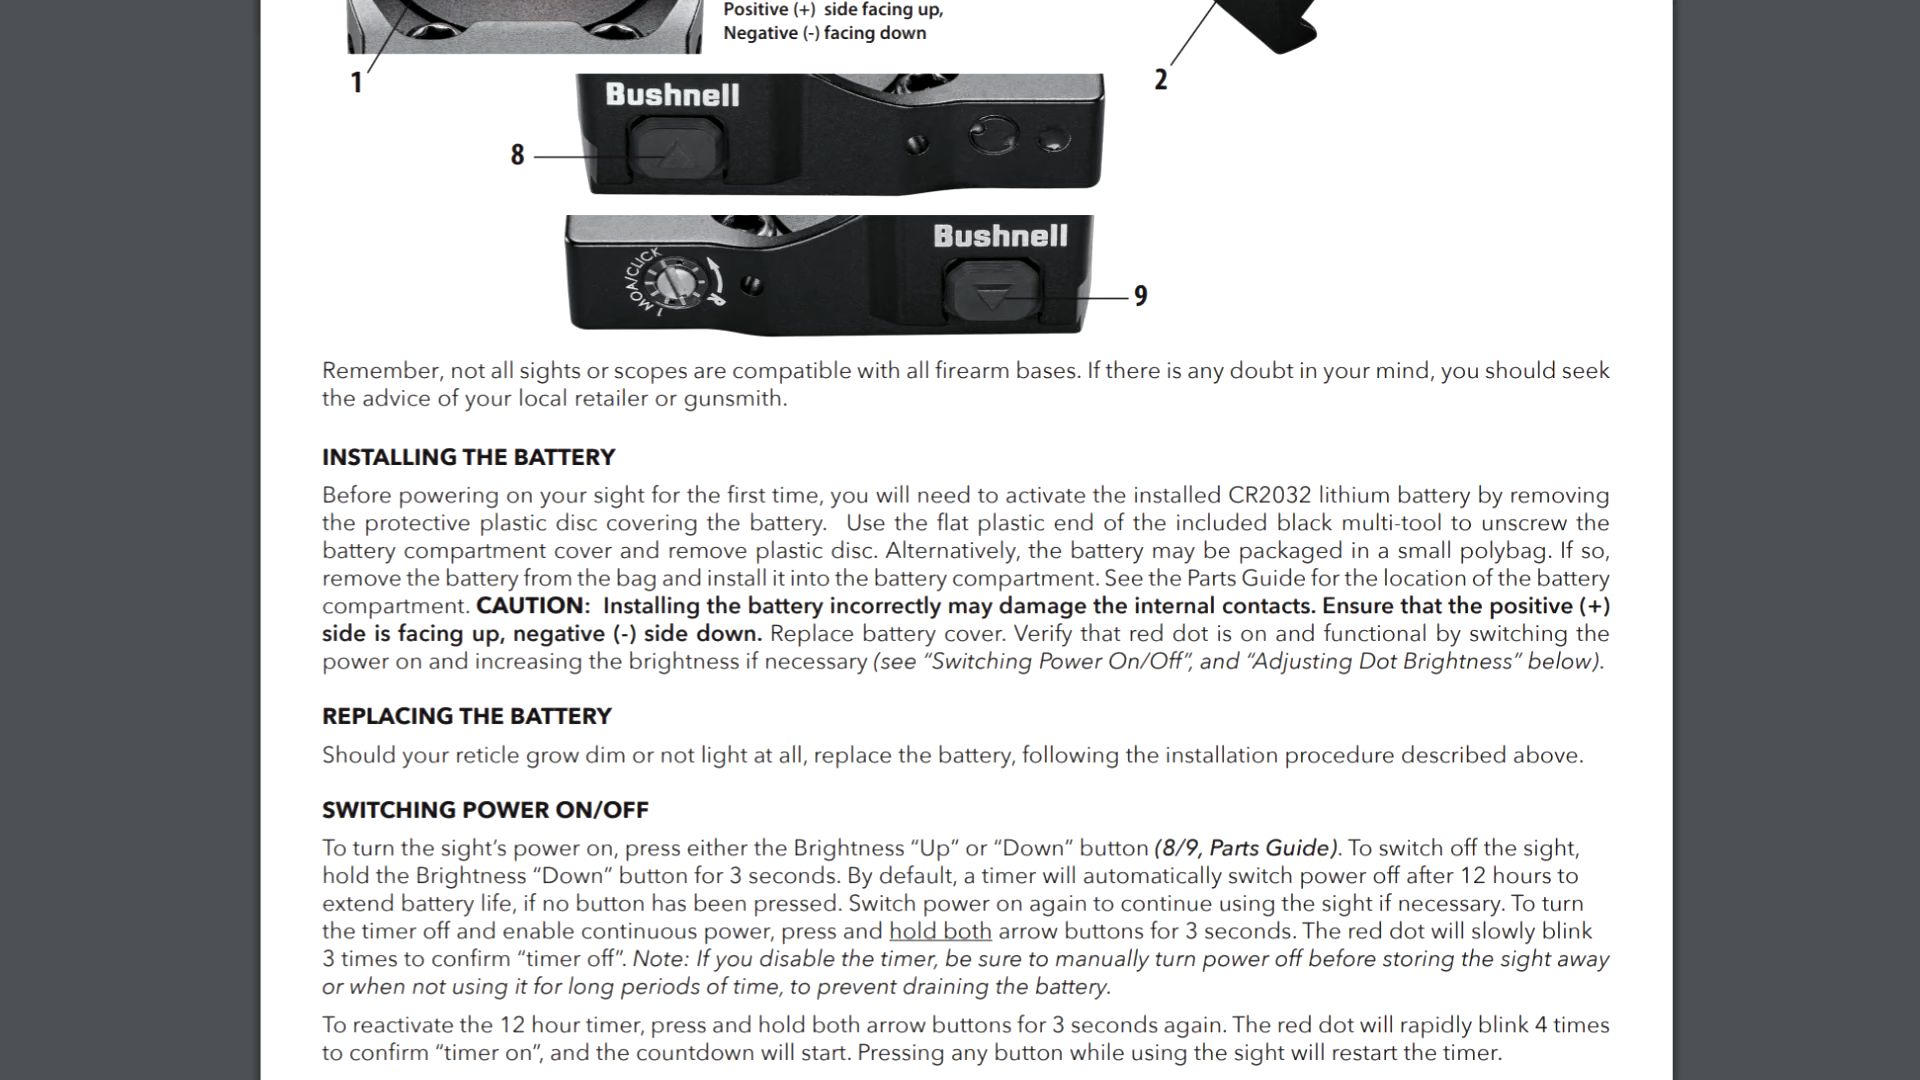 Positive (+) side facing up,
Negative (-) facing down
1
2
Bushnell
8
Bushnell
1 MOA/CLICK
R
9
Remember, not all sights or scopes are compatible with all firearm bases. If there is any doubt in your mind, you should seek
the advice of your local retailer or gunsmith.
INSTALLING THE BATTERY
Before powering on your sight for the first time, you will need to activate the installed CR2032 lithium battery by removing
the protective plastic disc covering the battery. Use the flat plastic end of the included black multi-tool to unscrew the
battery compartment cover and remove plastic disc. Alternatively, the battery may be packaged in a small polybag. If so,
remove the battery from the bag and install it into the battery compartment. See the Parts Guide for the location of the battery
compartment. CAUTION: Installing the battery incorrectly may damage the internal contacts. Ensure that the positive (+)
side is facing up, negative (-) side down. Replace battery cover. Verify that red dot is on and functional by switching the
power on and increasing the brightness if necessary (see “Switching Power On/Off”, and “Adjusting Dot Brightness” below).
REPLACING THE BATTERY
Should your reticle grow dim or not light at all, replace the battery, following the installation procedure described above.
SWITCHING POWER ON/OFF
To turn the sight’s power on, press either the Brightness “Up” or “Down” button (8/9, Parts Guide). To switch off the sight,
hold the Brightness “Down” button for 3 seconds. By default, a timer will automatically switch power off after 12 hours to
extend battery life, if no button has been pressed. Switch power on again to continue using the sight if necessary. To turn
the timer off and enable continuous power, press and hold both arrow buttons for 3 seconds. The red dot will slowly blink
3 times to confirm “timer off”. Note: If you disable the timer, be sure to manually turn power off before storing the sight away
or when not using it for long periods of time, to prevent draining the battery.
To reactivate the 12 hour timer, press and hold both arrow buttons for 3 seconds again. The red dot will rapidly blink 4 times
to confirm “timer on”, and the countdown will start. Pressing any button while using the sight will restart the timer.